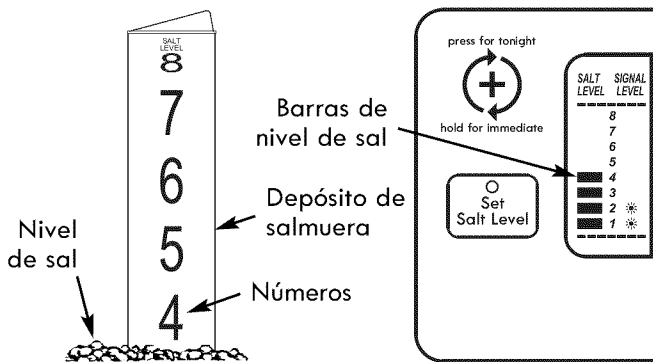 SALT
LEVEL
8
7
6
5
4
Nivel
de sal
Depósito de
salmuera
Números
Barras de
nivel de sal
press for tonight
+
hold for immediate
Set
Salt Level
SALT SIGNAL
LEVEL LEVEL
8
7
6
5
4
3
2
1